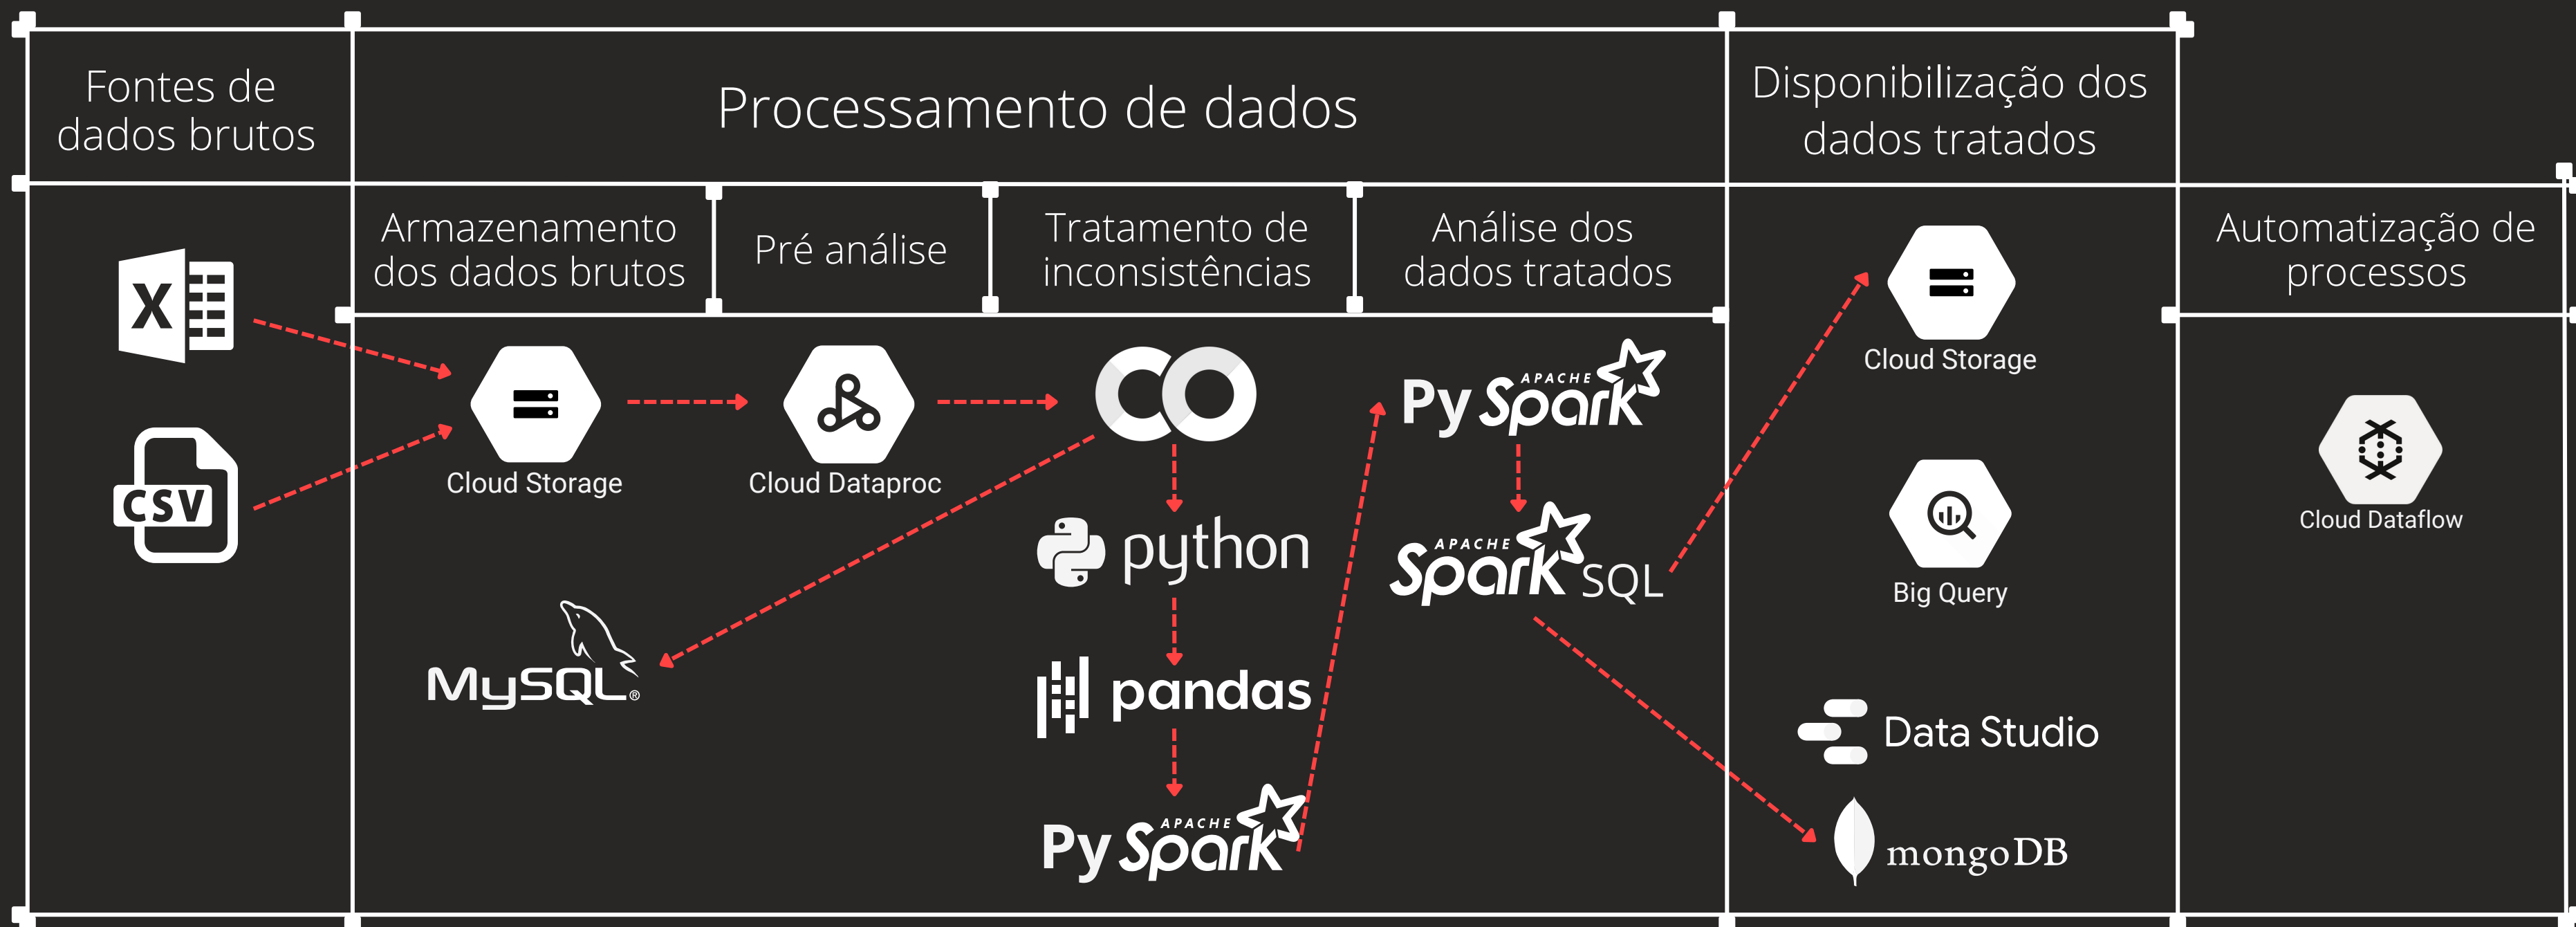 Fontes de
dados brutos
Processamento de dados
Disponibilização dos
dados tratados
Armazenamento
dos dados brutos
Pré análise
Tratamento de
inconsistências
Análise dos
dados tratados
Automatização de
processos
X
CSV
Cloud Storage
MySQL®
Cloud Dataproc
CO
python
pandas
Py APACHE Spark
Py APACHE Spark
APACHE Spark SQL
Cloud Storage
Big Query
Data Studio
mongoDB
Cloud Dataflow